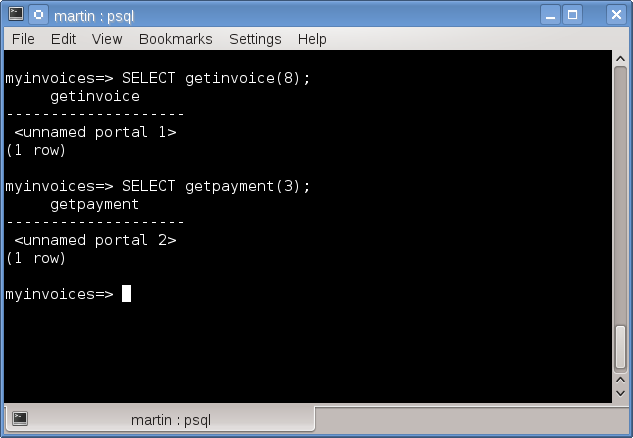 martin : psql
File Edit View Bookmarks Settings Help
myinvoices=> SELECT getinvoice(8);
getinvoice
--------------------
<unnamed portal 1>
(1 row)
myinvoices=> SELECT getpayment(3);
getpayment
--------------------
<unnamed portal 2>
(1 row)
myinvoices=>
martin : psql